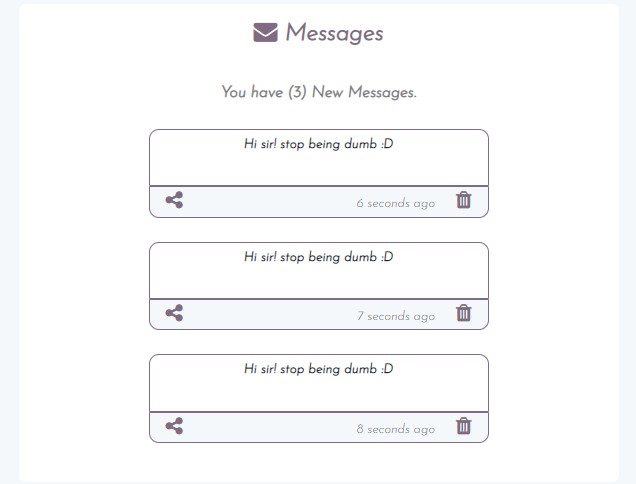 Messages
You have (3) New Messages.
Hi sir! stop being dumb :D
6 seconds ago
Hi sir! stop being dumb :D
7 seconds ago
Hi sir! stop being dumb :D
8 seconds ago